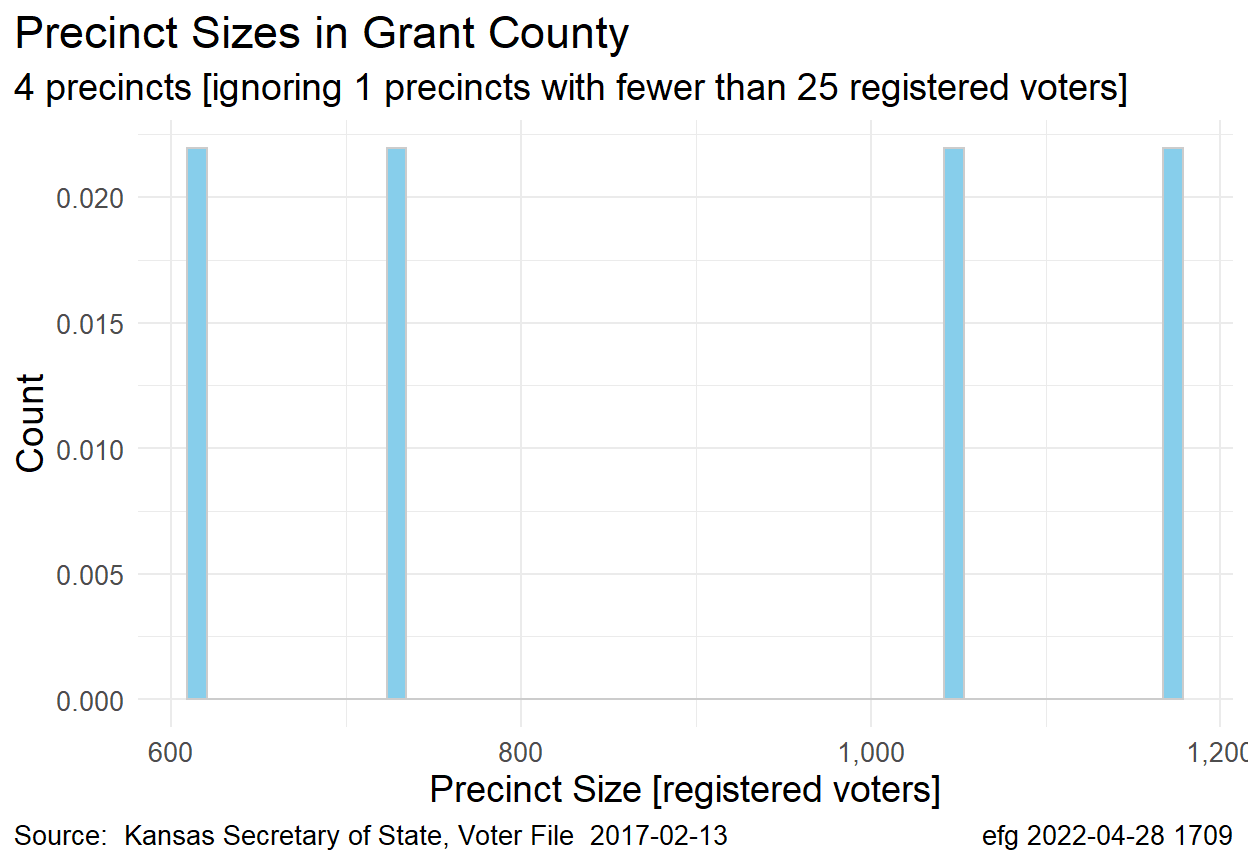 Precinct Sizes in Grant County
4 precincts [ignoring 1 precincts with fewer than 25 registered voters]
Count
0.020
0.015
0.010
0.005
0.000
600 800 1,000 1,200
Precinct Size [registered voters]
Source:  Kansas Secretary of State, Voter File  2017-02-13
efg 2022-04-28 1709